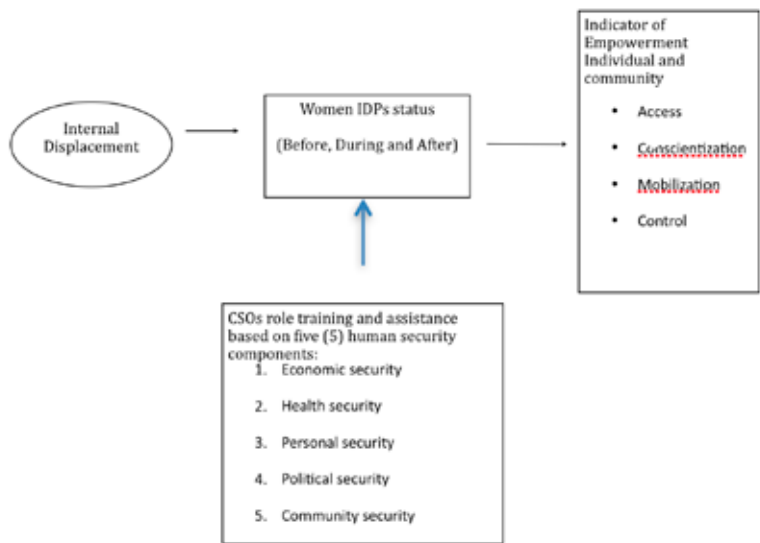 Internal
Displacement
Women IDPs status
(Before, During and After)
Indicator of
Empowerment
Individual and
community
• Access
• Conscientization
• Mobilization
• Control
CSOs role training and assistance
based on five (5) human security
components:
1. Economic security
2. Health security
3. Personal security
4. Political security
5. Community security